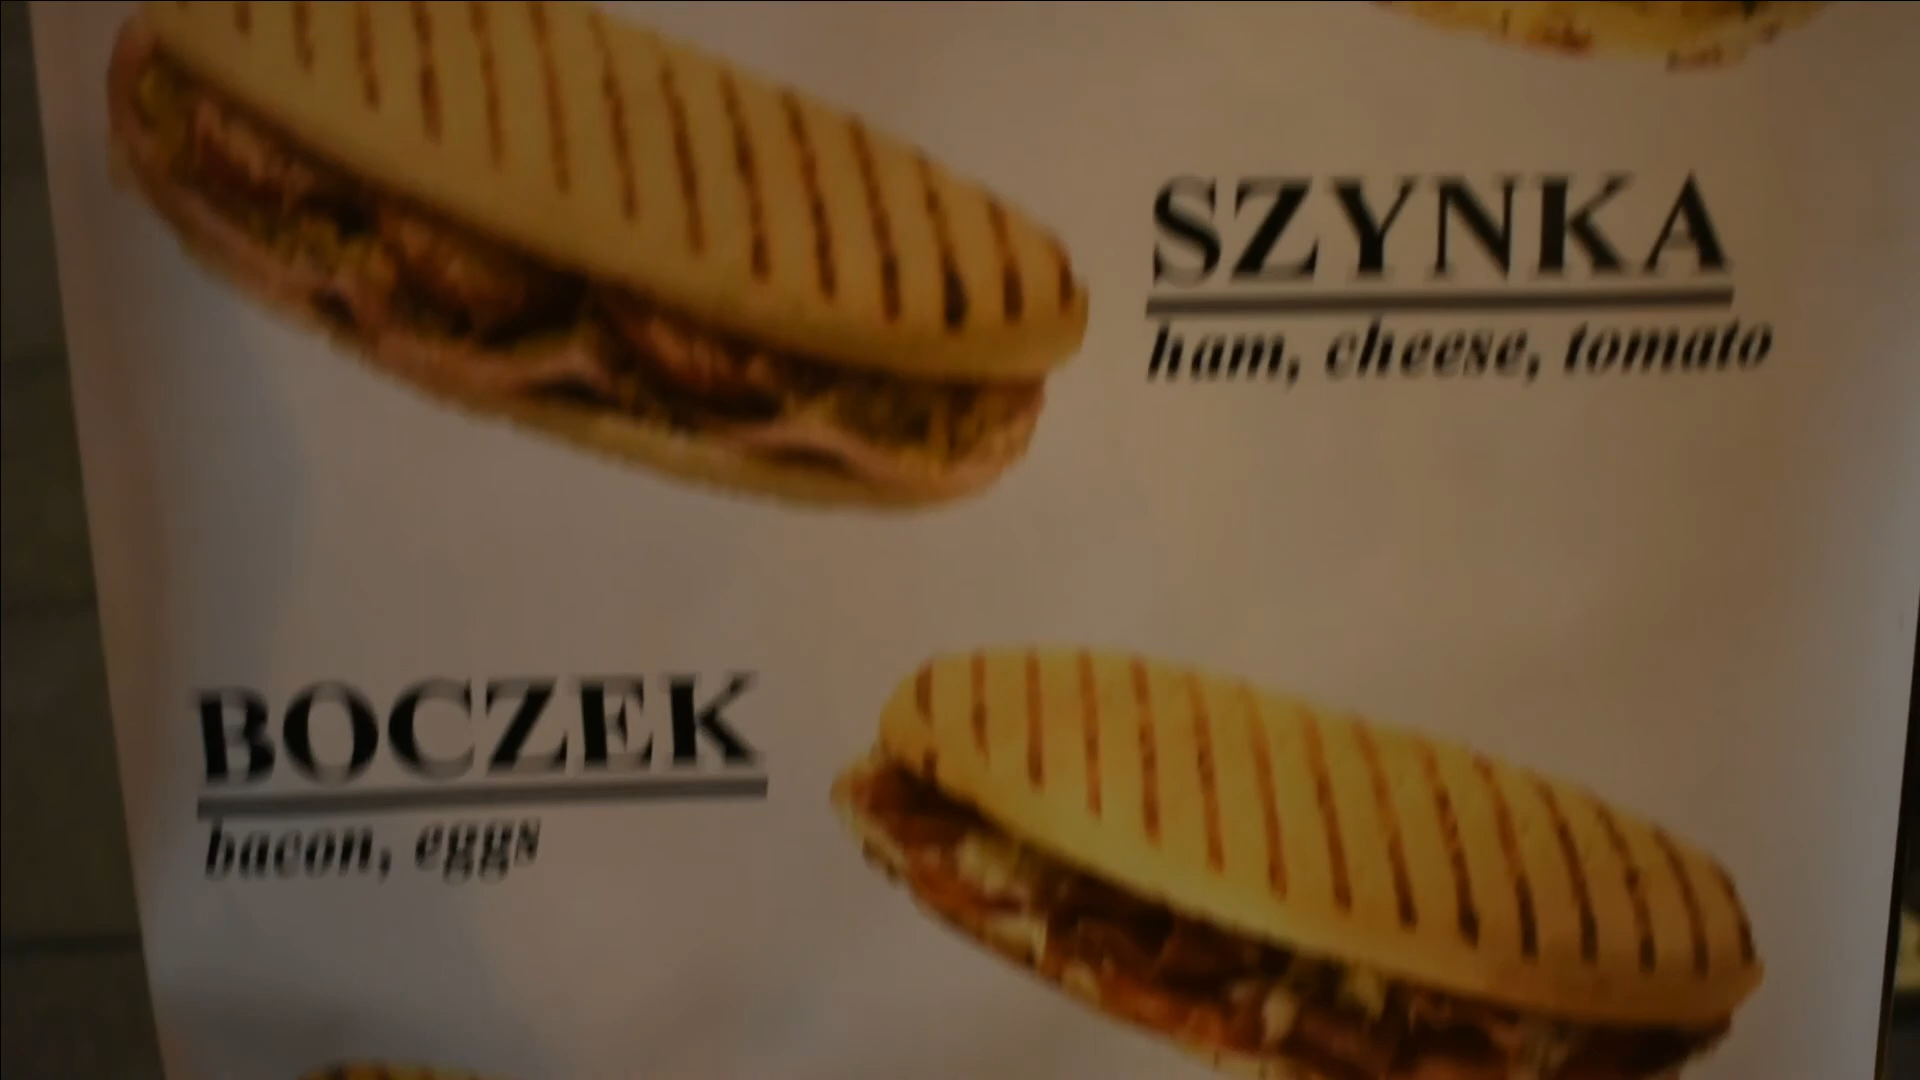 SZYNKA
ham, cheese, tomato
BOCZEK
bacon, eggs